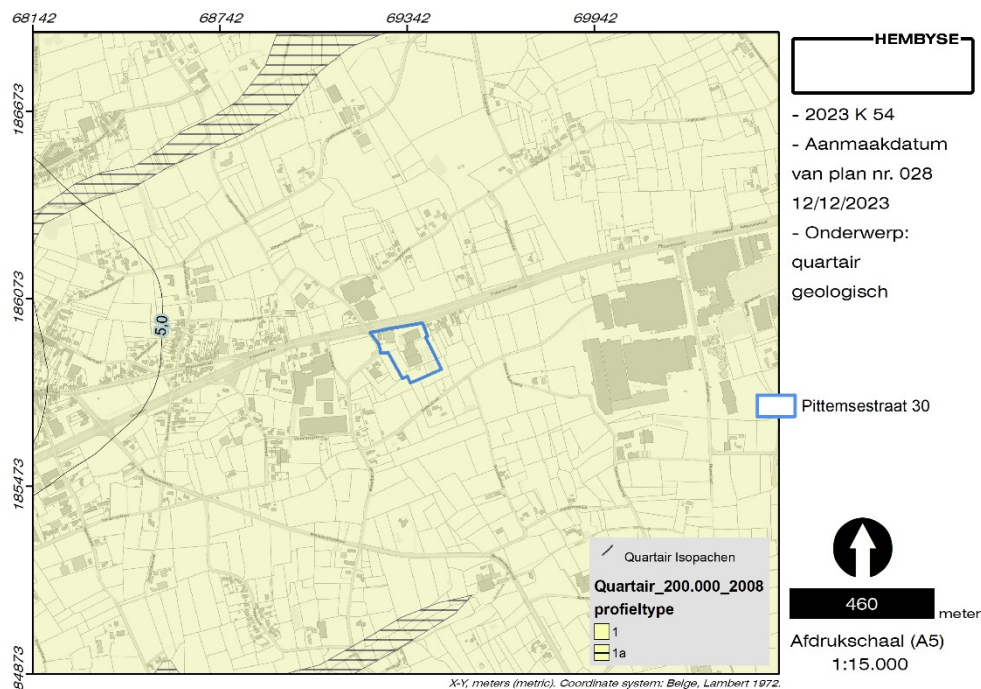 68142 68742 69342 69942
186673
186073
185473
84873
5,0
HEMBYSE
- 2023 K 54
- Aanmaakdatum
van plan nr. 028
12/12/2023
- Onderwerp:
quartair
geologisch
Pittemsestraat 30
Quartair Isopachen
Quartair_200.000_2008
profieltype
1
1a
460 meter
Afdrukschaal (A5)
1:15.000
X-Y, meters (metric). Coordinate system: Belge, Lambert 1972.